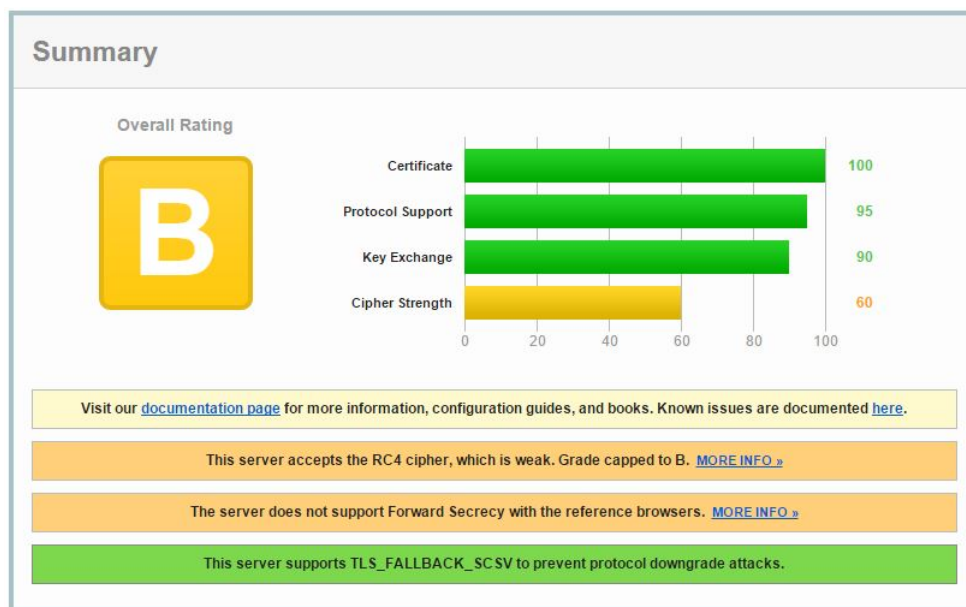 Summary
Overall Rating
B
Certificate 100
Protocol Support 95
Key Exchange 90
Cipher Strength 60
0 20 40 60 80 100
Visit our documentation page for more information, configuration guides, and books. Known issues are documented here.
This server accepts the RC4 cipher, which is weak. Grade capped to B. MORE INFO »
The server does not support Forward Secrecy with the reference browsers. MORE INFO »
This server supports TLS_FALLBACK_SCSV to prevent protocol downgrade attacks.